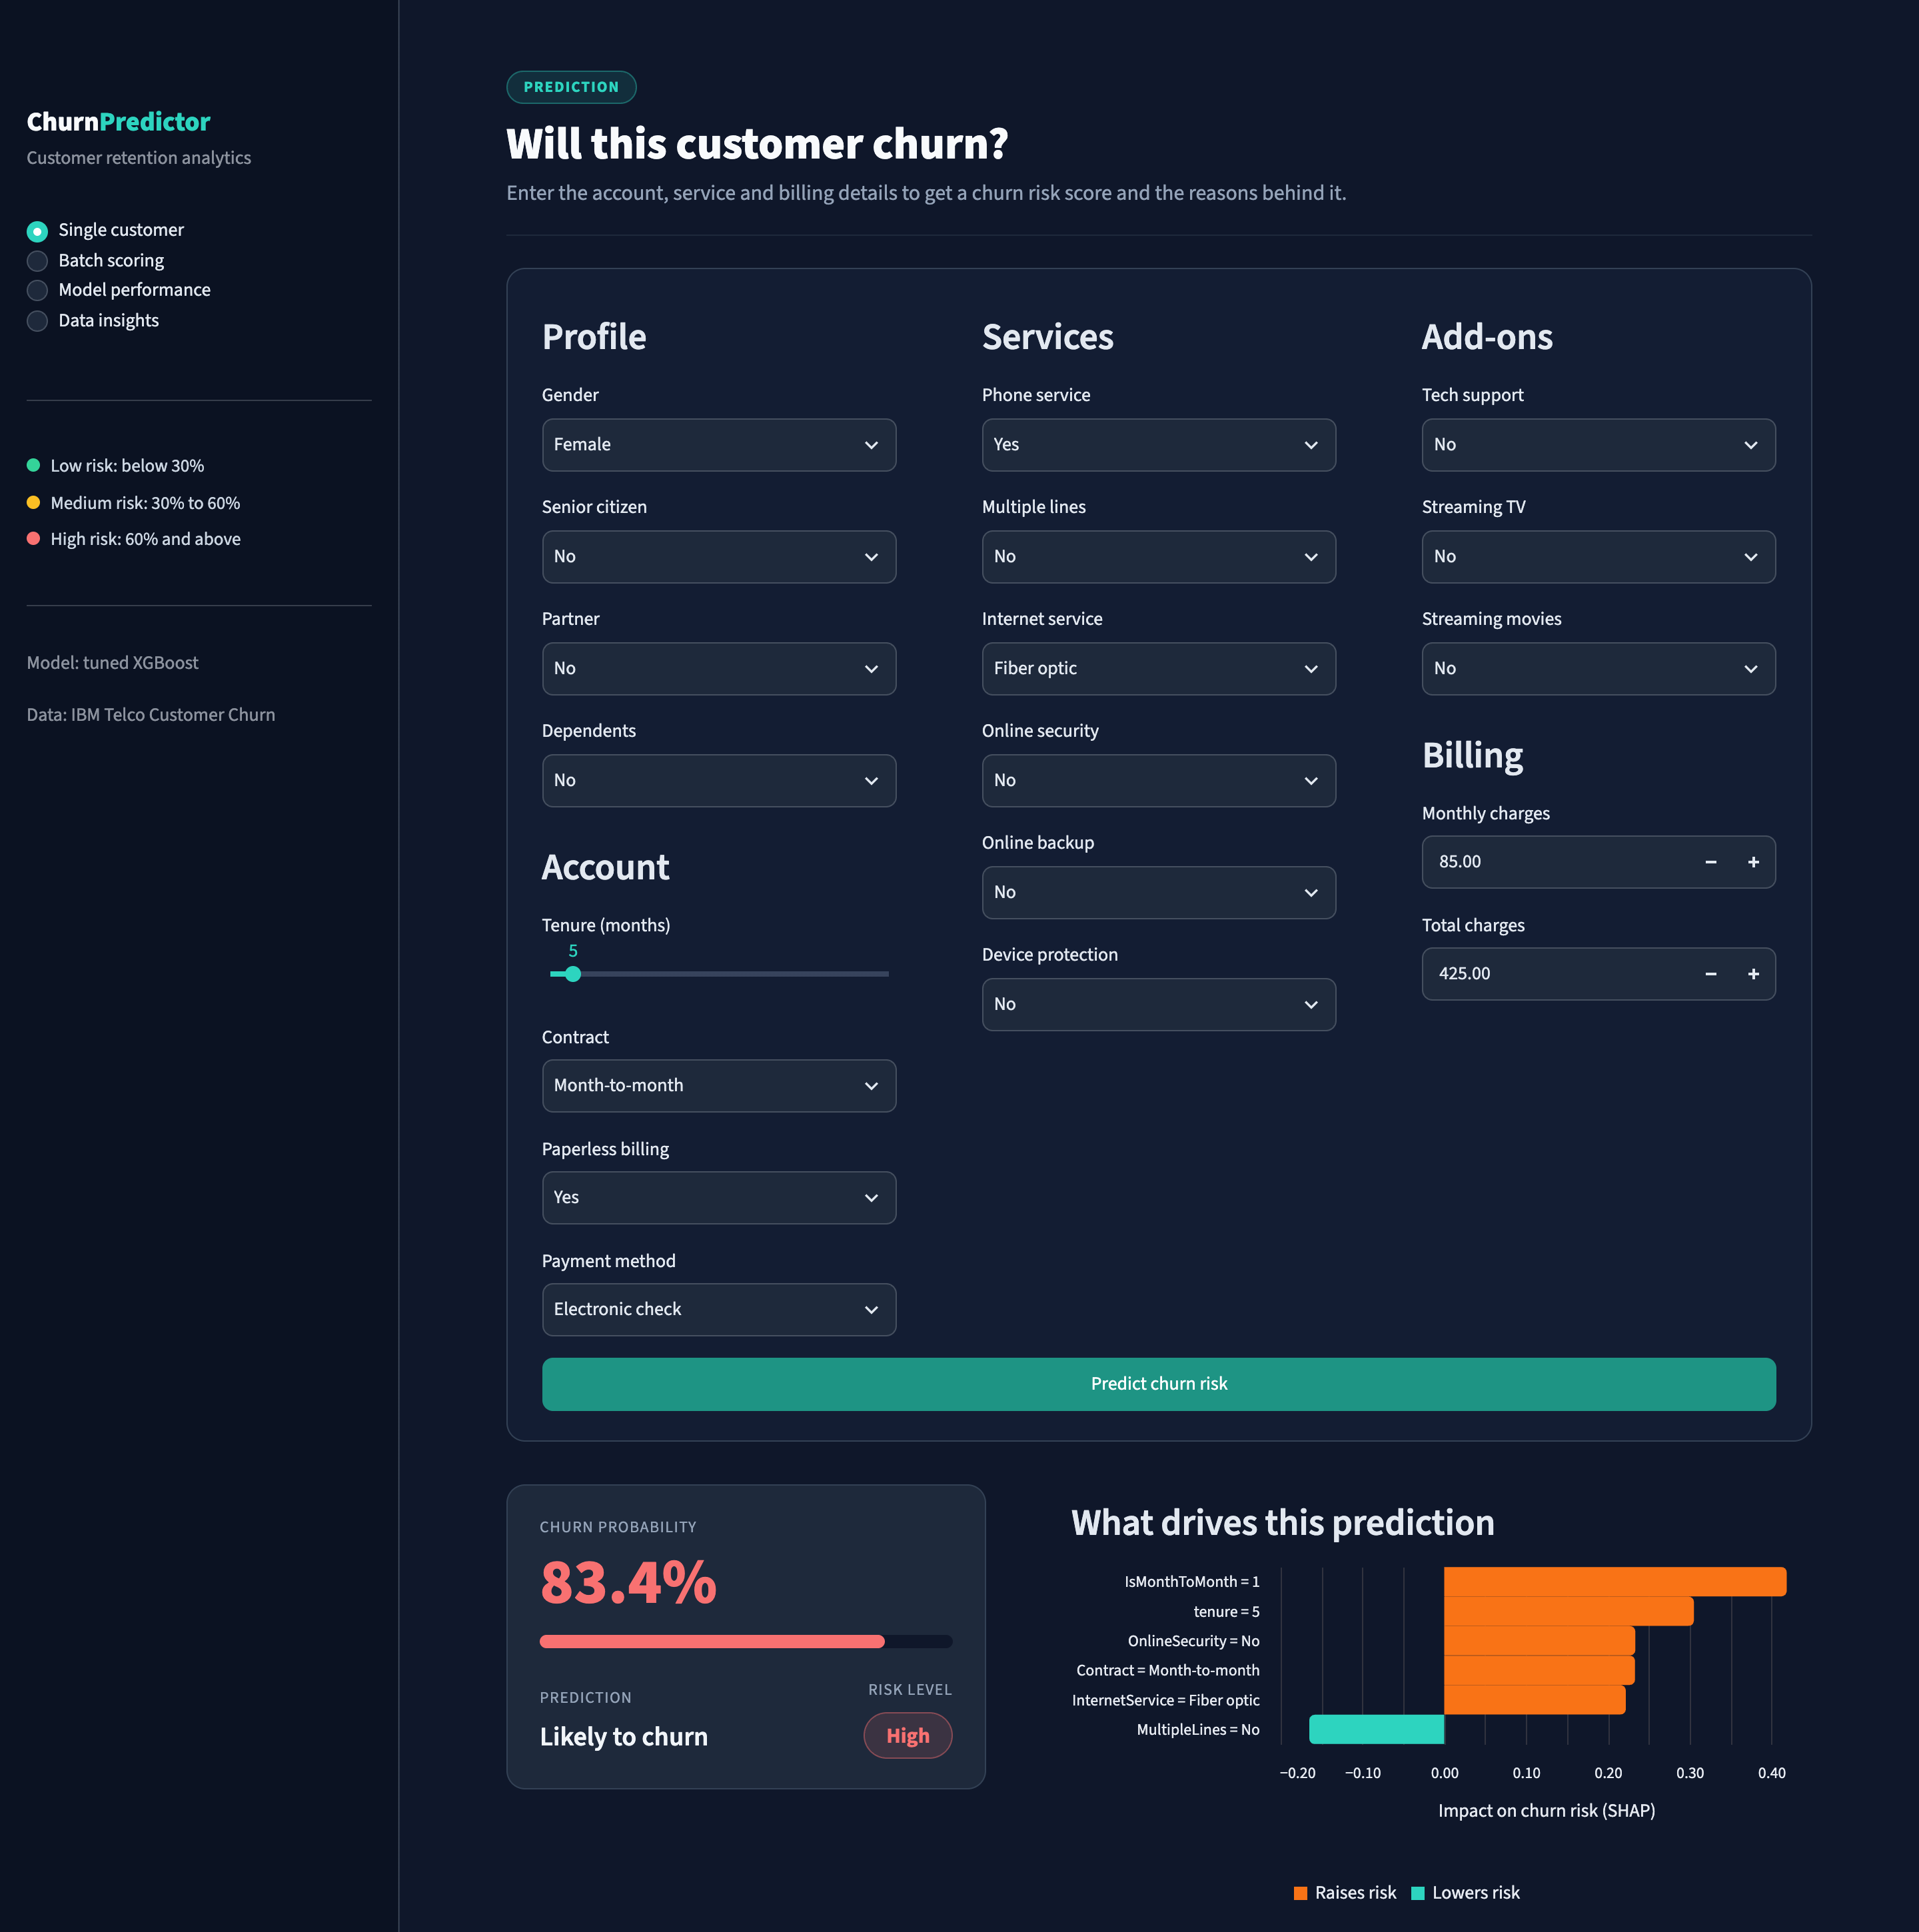 ChurnPredictor
Customer retention analytics
Single customer
Batch scoring
Model performance
Data insights
Low risk: below 30%
Medium risk: 30% to 60%
High risk: 60% and above
Model: tuned XGBoost
Data: IBM Telco Customer Churn
PREDICTION
Will this customer churn?
Enter the account, service and billing details to get a churn risk score and the reasons behind it.
Profile
Gender
Female
Senior citizen
No
Partner
No
Dependents
No
Account
Tenure (months)
5
Contract
Month-to-month
Paperless billing
Yes
Payment method
Electronic check
Services
Phone service
Yes
Multiple lines
No
Internet service
Fiber optic
Online security
No
Online backup
No
Device protection
No
Add-ons
Tech support
No
Streaming TV
No
Streaming movies
No
Billing
Monthly charges
85.00
Total charges
425.00
Predict churn risk
CHURN PROBABILITY
83.4%
PREDICTION
Likely to churn
RISK LEVEL
High
What drives this prediction
IsMonthToMonth = 1
tenure = 5
OnlineSecurity = No
Contract = Month-to-month
InternetService = Fiber optic
MultipleLines = No
−0.20 −0.10 0.00 0.10 0.20 0.30 0.40
Impact on churn risk (SHAP)
Raises risk Lowers risk